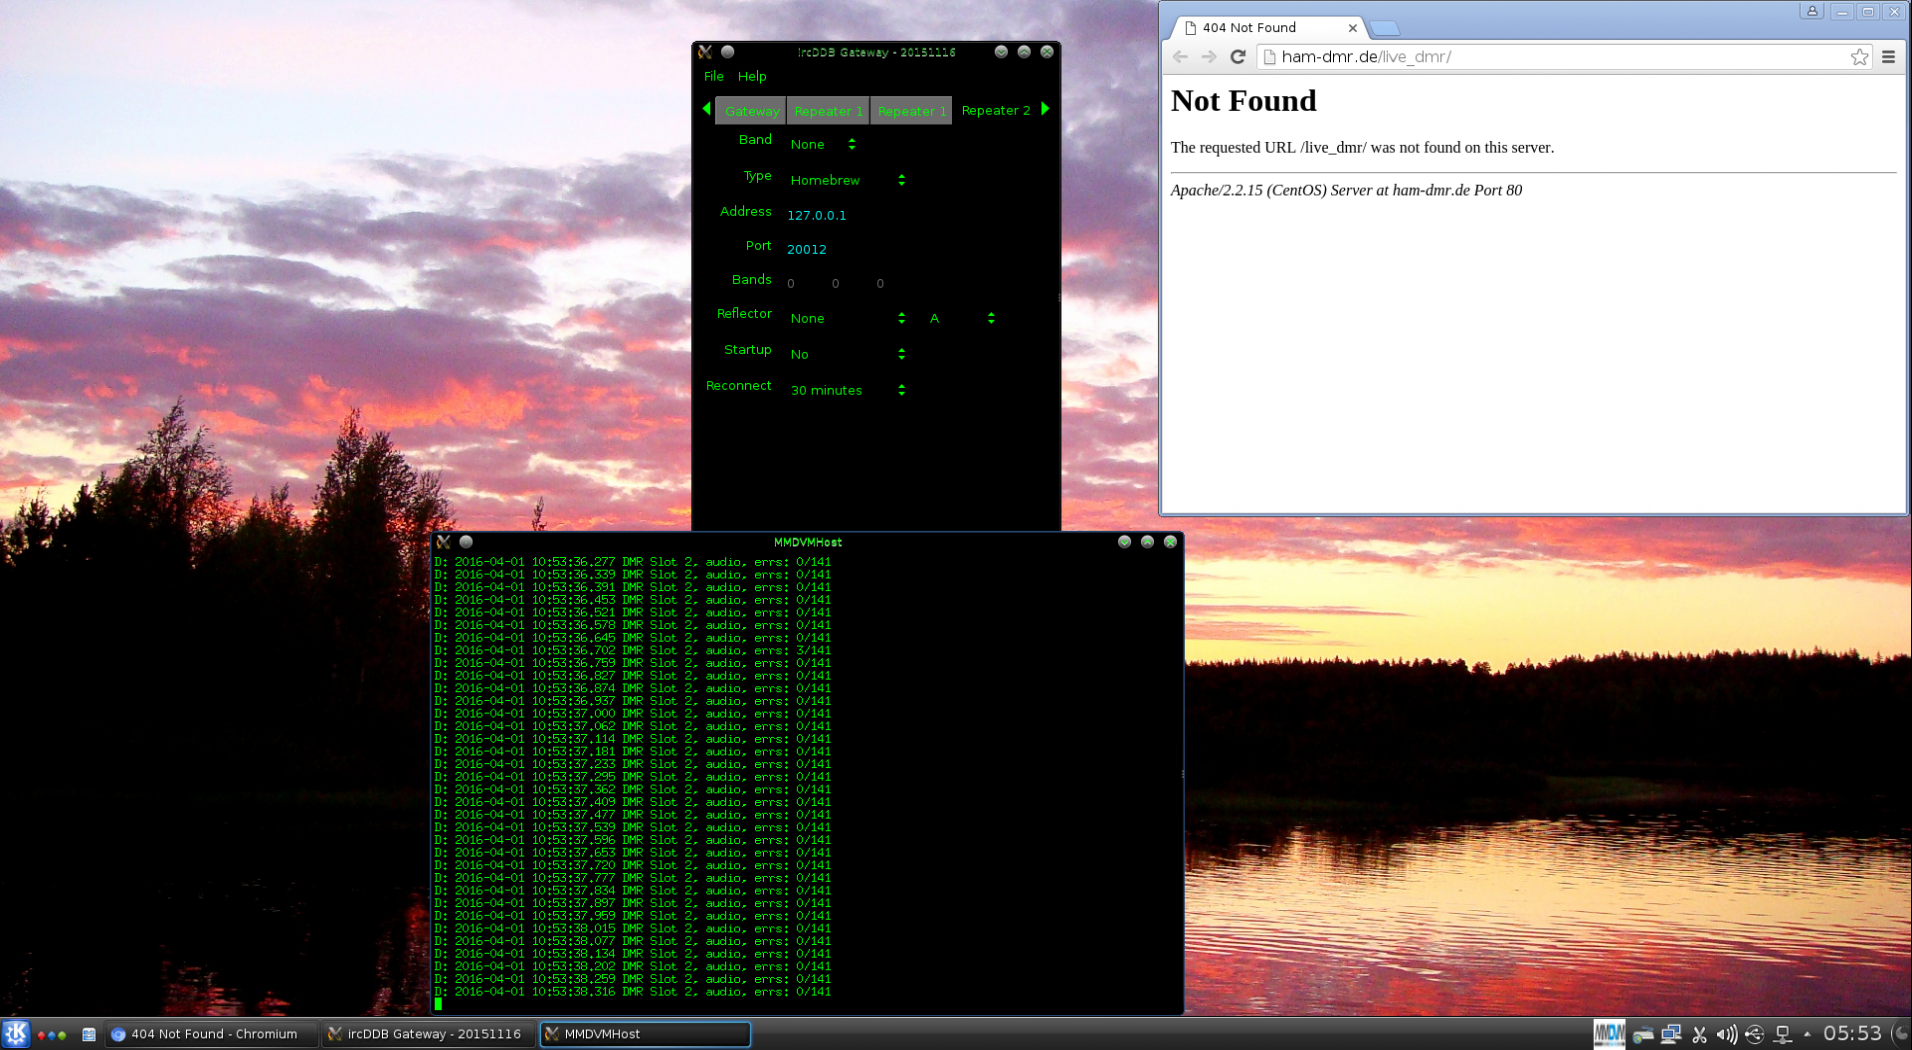 ircDDB Gateway - 20151116
File Help
Gateway Repeater 1 Repeater 1 Repeater 2
Band None
Type Homebrew
Address 127.0.0.1
Port 20012
Bands 0 0 0
Reflector None A
Startup No
Reconnect 30 minutes
404 Not Found
ham-dmr.de/live_dmr/
Not Found
The requested URL /live_dmr/ was not found on this server.
Apache/2.2.15 (CentOS) Server at ham-dmr.de Port 80
MMDVMHost
D: 2016-04-01 10:53:36.277 DMR Slot 2, audio, errs: 0/141
D: 2016-04-01 10:53:36.339 DMR Slot 2, audio, errs: 0/141
D: 2016-04-01 10:53:36.391 DMR Slot 2, audio, errs: 0/141
D: 2016-04-01 10:53:36.453 DMR Slot 2, audio, errs: 0/141
D: 2016-04-01 10:53:36.521 DMR Slot 2, audio, errs: 0/141
D: 2016-04-01 10:53:36.578 DMR Slot 2, audio, errs: 0/141
D: 2016-04-01 10:53:36.645 DMR Slot 2, audio, errs: 0/141
D: 2016-04-01 10:53:36.702 DMR Slot 2, audio, errs: 3/141
D: 2016-04-01 10:53:36.759 DMR Slot 2, audio, errs: 0/141
D: 2016-04-01 10:53:36.827 DMR Slot 2, audio, errs: 0/141
D: 2016-04-01 10:53:36.874 DMR Slot 2, audio, errs: 0/141
D: 2016-04-01 10:53:36.937 DMR Slot 2, audio, errs: 0/141
D: 2016-04-01 10:53:37.000 DMR Slot 2, audio, errs: 0/141
D: 2016-04-01 10:53:37.062 DMR Slot 2, audio, errs: 0/141
D: 2016-04-01 10:53:37.114 DMR Slot 2, audio, errs: 0/141
D: 2016-04-01 10:53:37.181 DMR Slot 2, audio, errs: 0/141
D: 2016-04-01 10:53:37.233 DMR Slot 2, audio, errs: 0/141
D: 2016-04-01 10:53:37.295 DMR Slot 2, audio, errs: 0/141
D: 2016-04-01 10:53:37.362 DMR Slot 2, audio, errs: 0/141
D: 2016-04-01 10:53:37.409 DMR Slot 2, audio, errs: 0/141
D: 2016-04-01 10:53:37.477 DMR Slot 2, audio, errs: 0/141
D: 2016-04-01 10:53:37.539 DMR Slot 2, audio, errs: 0/141
D: 2016-04-01 10:53:37.596 DMR Slot 2, audio, errs: 0/141
D: 2016-04-01 10:53:37.653 DMR Slot 2, audio, errs: 0/141
D: 2016-04-01 10:53:37.720 DMR Slot 2, audio, errs: 0/141
D: 2016-04-01 10:53:37.777 DMR Slot 2, audio, errs: 0/141
D: 2016-04-01 10:53:37.834 DMR Slot 2, audio, errs: 0/141
D: 2016-04-01 10:53:37.897 DMR Slot 2, audio, errs: 0/141
D: 2016-04-01 10:53:37.959 DMR Slot 2, audio, errs: 0/141
D: 2016-04-01 10:53:38.015 DMR Slot 2, audio, errs: 0/141
D: 2016-04-01 10:53:38.077 DMR Slot 2, audio, errs: 0/141
D: 2016-04-01 10:53:38.134 DMR Slot 2, audio, errs: 0/141
D: 2016-04-01 10:53:38.202 DMR Slot 2, audio, errs: 0/141
D: 2016-04-01 10:53:38.259 DMR Slot 2, audio, errs: 0/141
D: 2016-04-01 10:53:38.316 DMR Slot 2, audio, errs: 0/141
404 Not Found - Chromium ircDDB Gateway - 20151116 MMDVMHost MMDVM 05:53